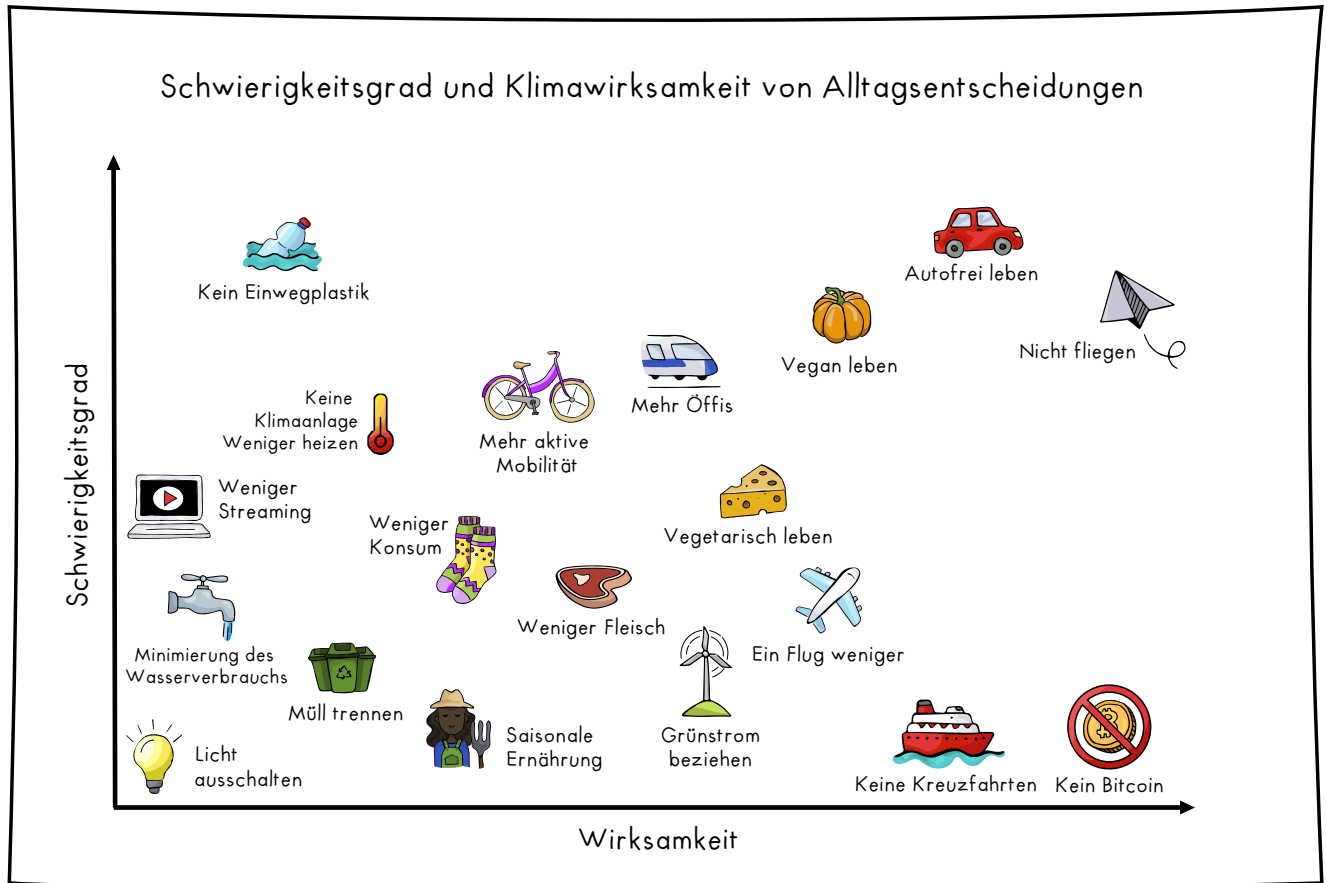 Schwierigkeitsgrad und Klimawirksamkeit von Alltagsentscheidungen
Schwierigkeitsgrad
Kein Einwegplastik
Autofrei leben
Nicht fliegen
Vegan leben
Mehr Öffis
Keine
Klimaanlage
Weniger heizen
Mehr aktive
Mobilität
Weniger
Streaming
Weniger
Konsum
Vegetarisch leben
Weniger Fleisch
Ein Flug weniger
Minimierung des
Wasserverbrauchs
Müll trennen
Saisonale
Ernährung
Grünstrom
beziehen
Licht
ausschalten
Keine Kreuzfahrten
Kein Bitcoin
Wirksamkeit